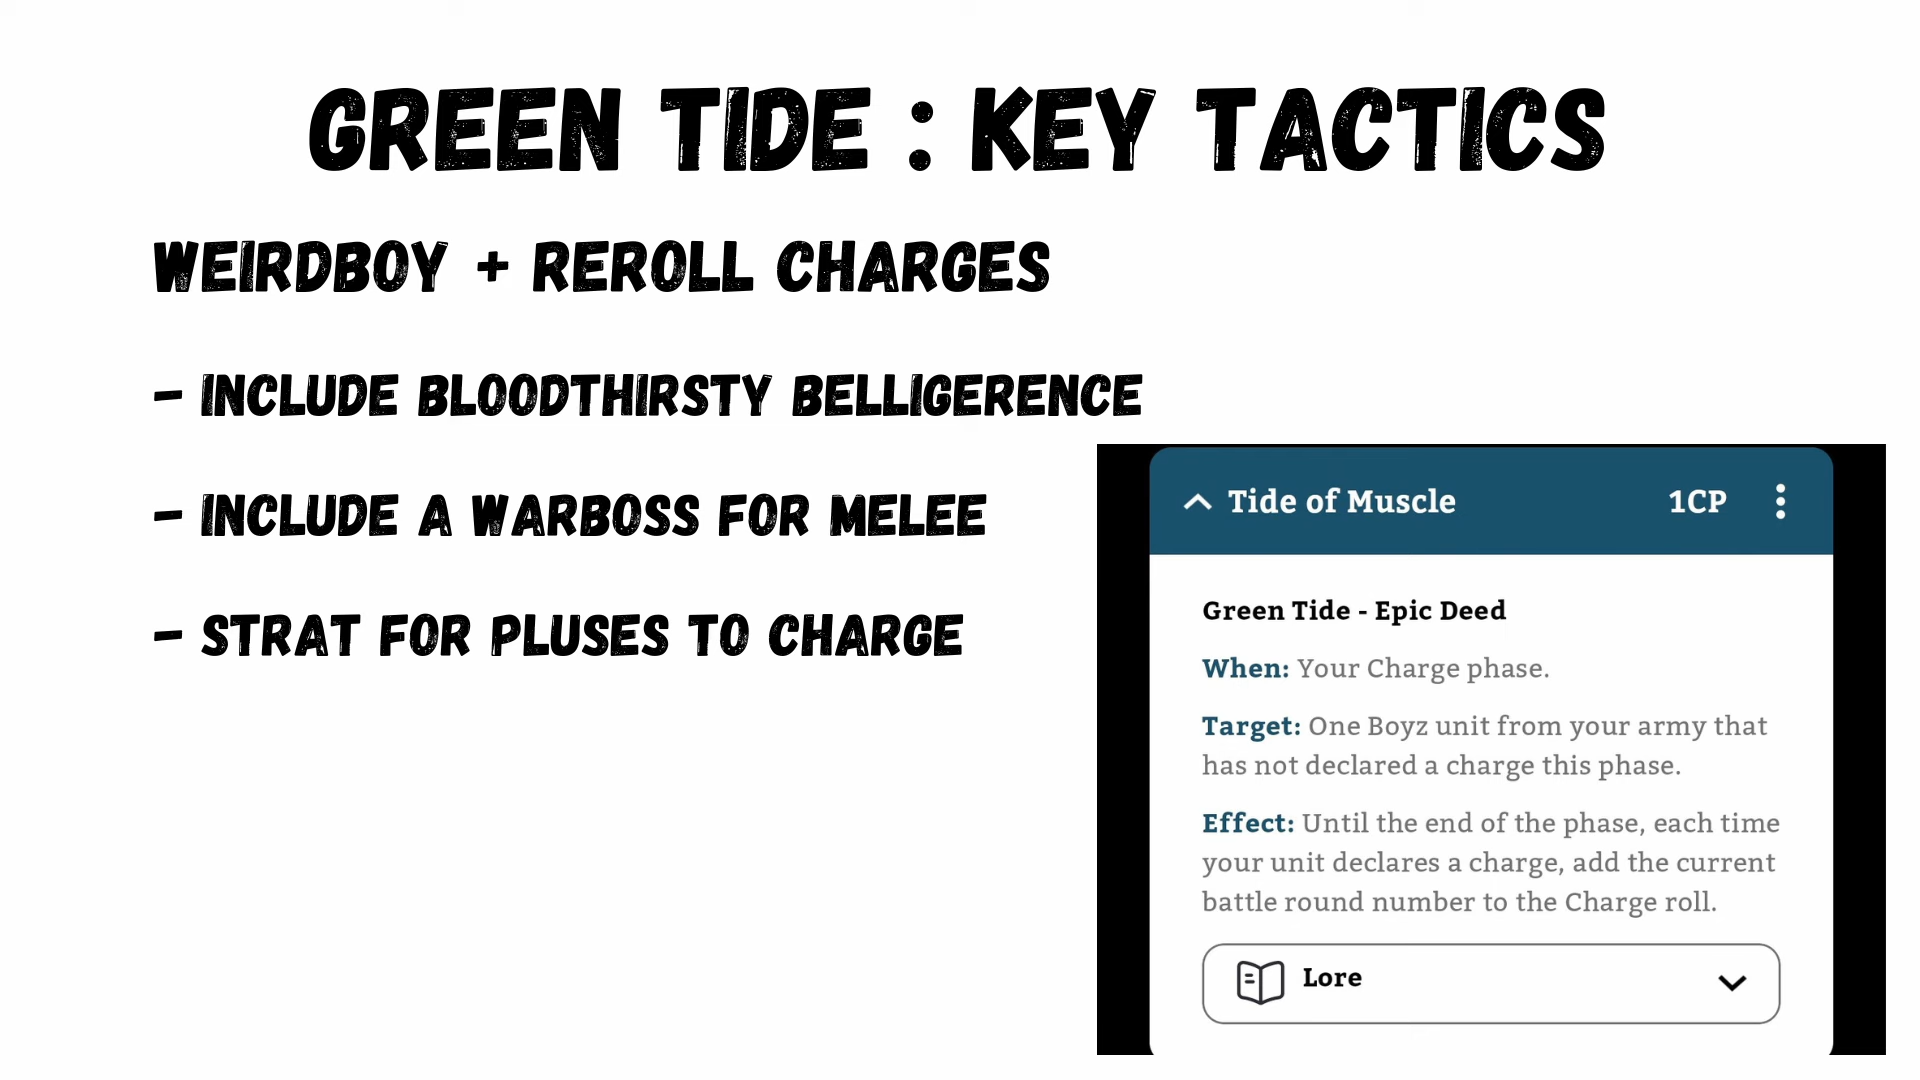 GREEN TIDE : KEY TACTICS
WEIRDBOY + REROLL CHARGES
- INCLUDE BLOODTHIRSTY BELLIGERENCE
- INCLUDE A WARBOSS FOR MELEE
- STRAT FOR PLUSES TO CHARGE
Tide of Muscle 1CP
Green Tide - Epic Deed
When: Your Charge phase.
Target: One Boyz unit from your army that
has not declared a charge this phase.
Effect: Until the end of the phase, each time
your unit declares a charge, add the current
battle round number to the Charge roll.
Lore